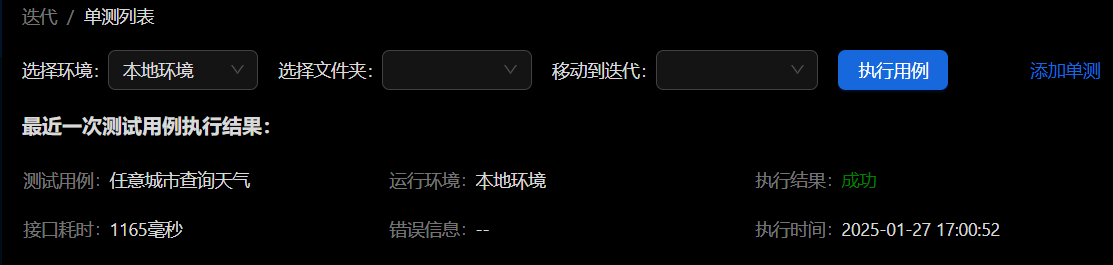 迭代 / 单测列表
选择环境: 本地环境 选择文件夹: 移动到迭代: 执行用例 添加单测
最近一次测试用例执行结果:
测试用例: 任意城市查询天气 运行环境: 本地环境 执行结果: 成功
接口耗时: 1165毫秒 错误信息: -- 执行时间: 2025-01-27 17:00:52